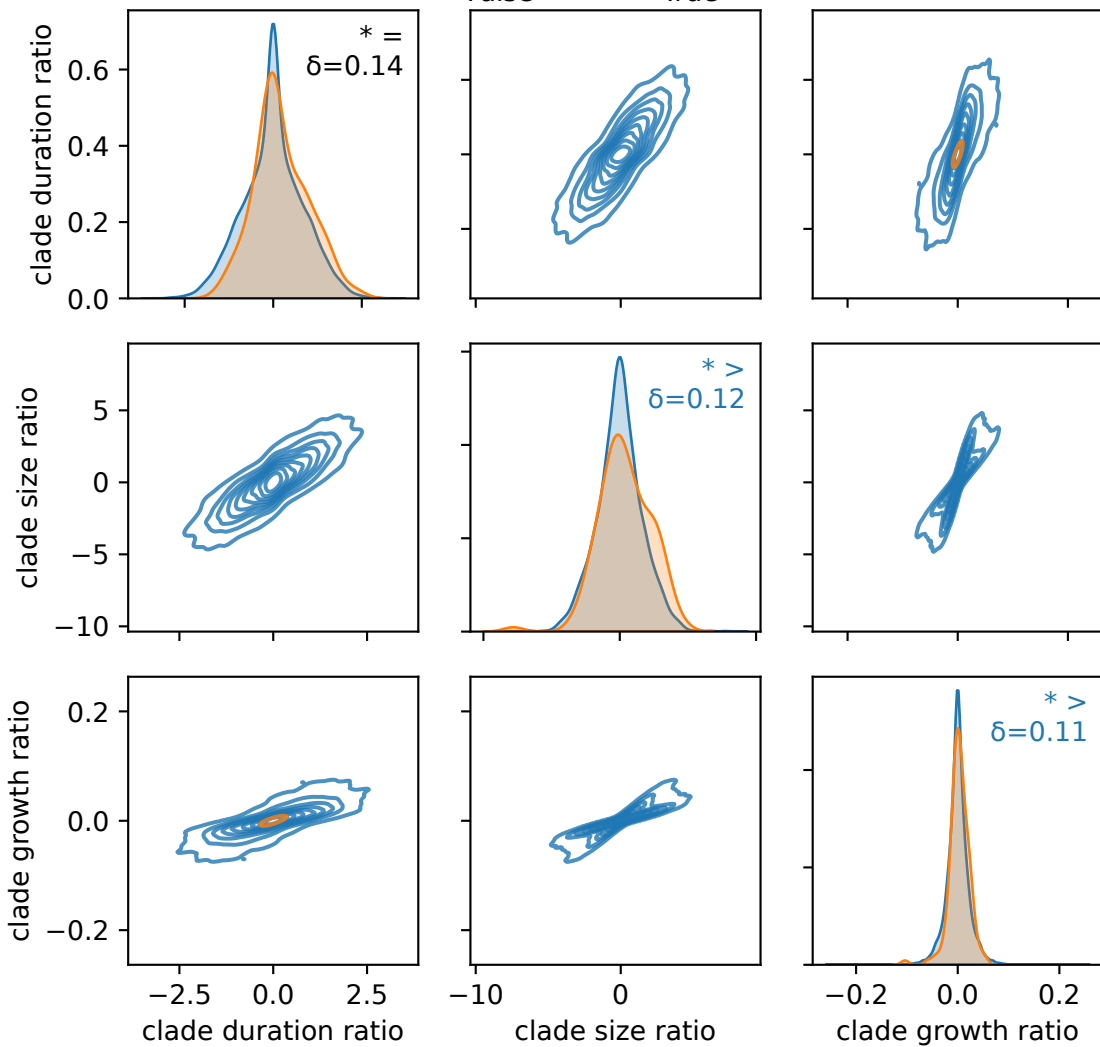 clade duration ratio
0.6
0.4
0.2
0.0
* =
δ=0.14
clade size ratio
5
0
−5
−10
* >
δ=0.12
clade growth ratio
0.2
0.0
−0.2
* >
δ=0.11
−2.5 0.0 2.5
−10 0
−0.2 0.0 0.2
clade duration ratio
clade size ratio
clade growth ratio